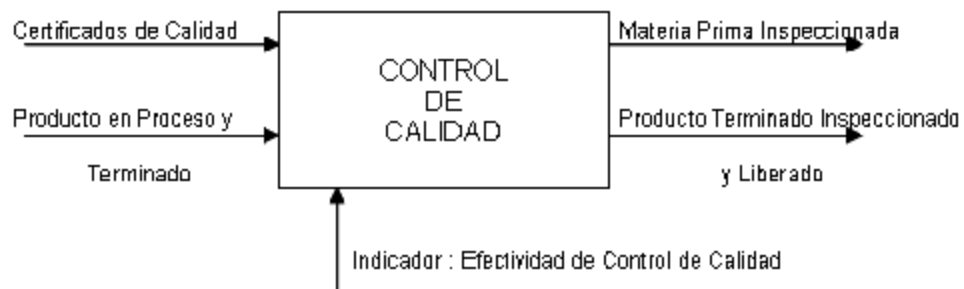 Certificados de Calidad
Materia Prima Inspeccionada
CONTROL
DE
CALIDAD
Producto en Proceso y
Terminado
Producto Terminado Inspeccionado
y Liberado
Indicador : Efectividad de Control de Calidad